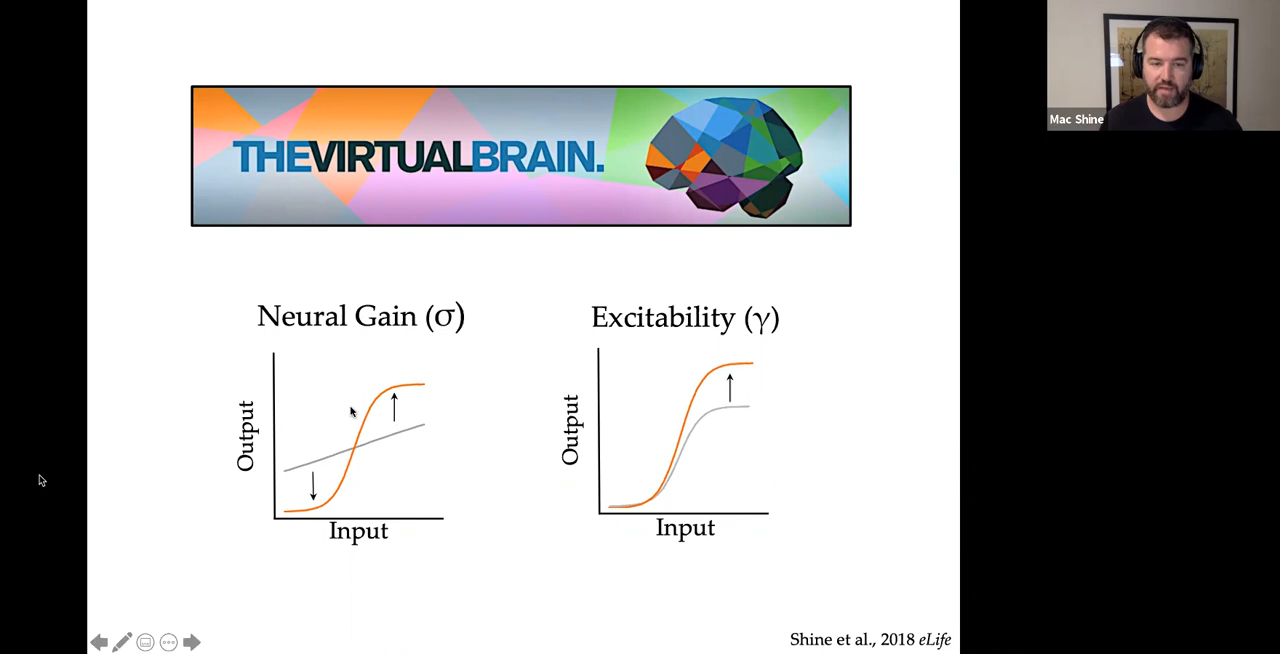 THEVIRTUALBRAIN.
Mac Shine
Neural Gain (σ)
Excitability (γ)
Output
Input
Output
Input
Shine et al., 2018 eLife